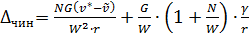 Δчин = NG(v*−ṽ)/W²·r + G/W · (1 + N/W) · γ/r